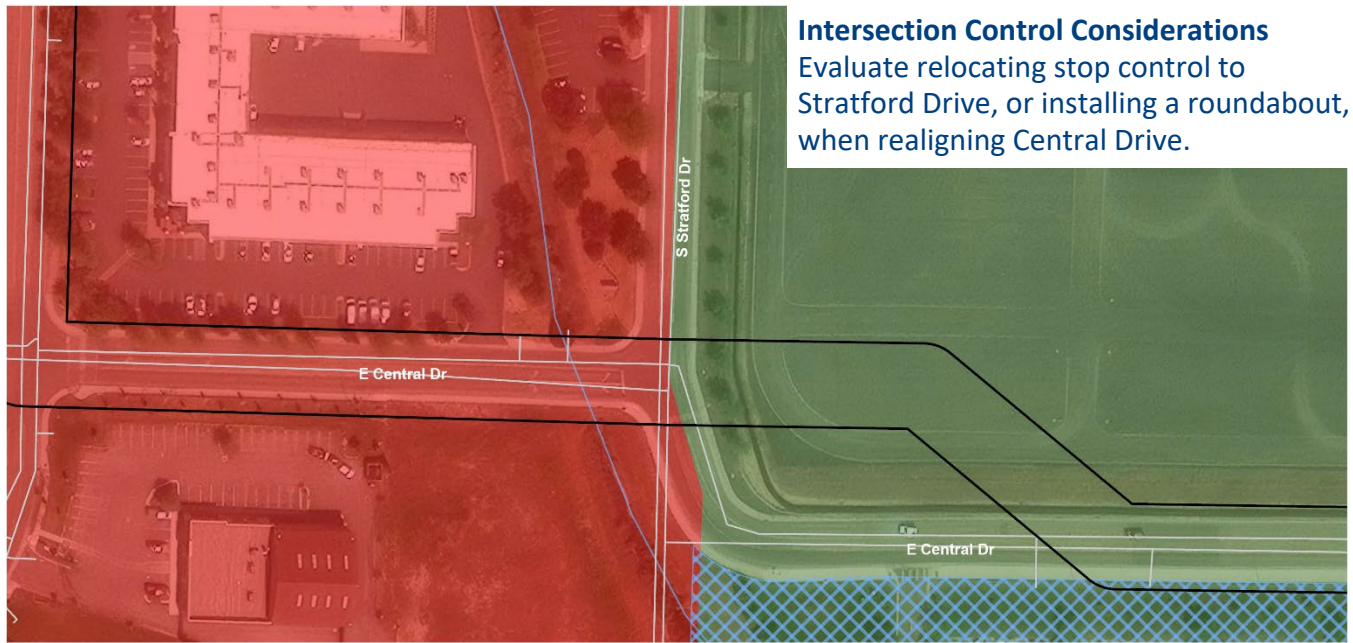 Intersection Control Considerations
Evaluate relocating stop control to
Stratford Drive, or installing a roundabout,
when realigning Central Drive.
S Stratford Dr
E Central Dr
E Central Dr